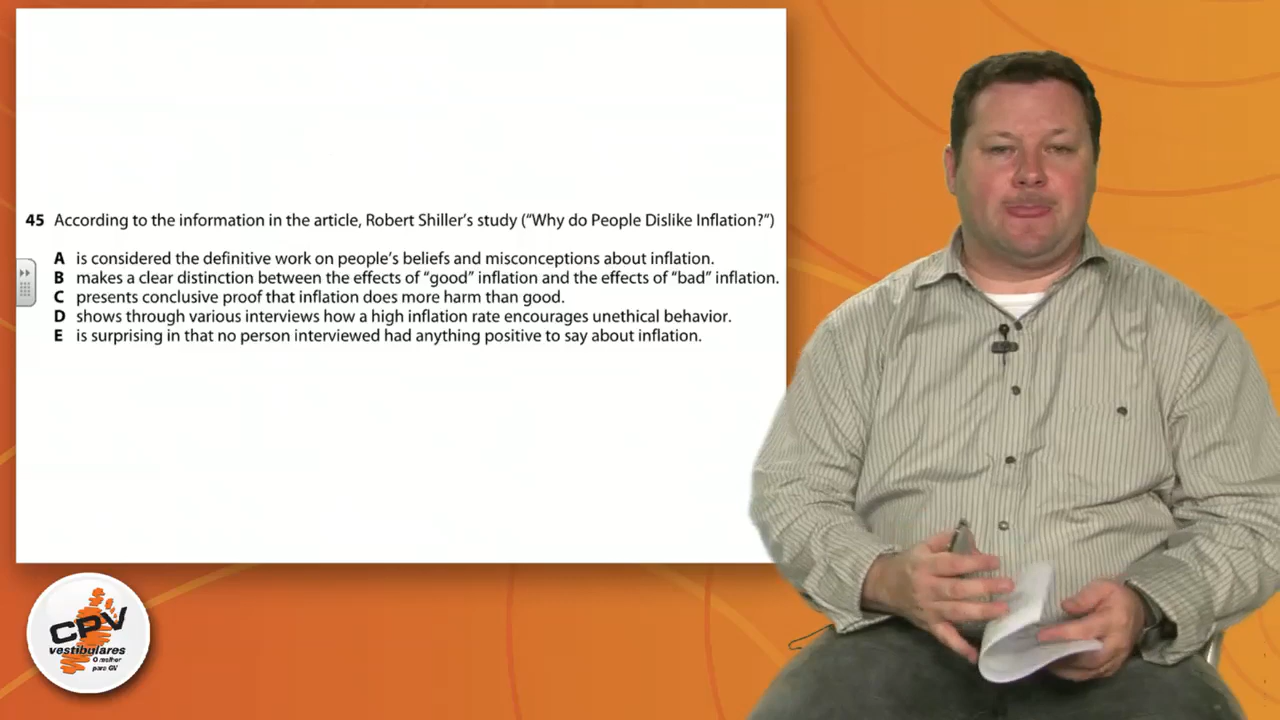 45 According to the information in the article, Robert Shiller's study (“Why do People Dislike Inflation?”)
A is considered the definitive work on people's beliefs and misconceptions about inflation.
B makes a clear distinction between the effects of “good” inflation and the effects of “bad” inflation.
C presents conclusive proof that inflation does more harm than good.
D shows through various interviews how a high inflation rate encourages unethical behavior.
E is surprising in that no person interviewed had anything positive to say about inflation.
CPV
vestibulares
O melhor
para GV